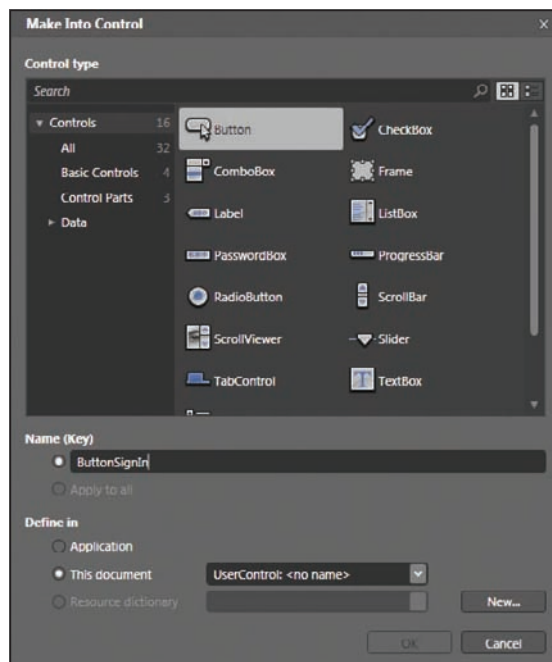 Make Into Control
Control type
Search
Controls 16
All 32
Basic Controls 4
Control Parts 3
Data
Button
CheckBox
ComboBox
Frame
Label
ListBox
PasswordBox
ProgressBar
RadioButton
ScrollBar
ScrollViewer
Slider
TabControl
TextBox
Name (Key)
ButtonSignIn
Apply to all
Define in
Application
This document UserControl: <no name>
Resource dictionary New...
OK Cancel